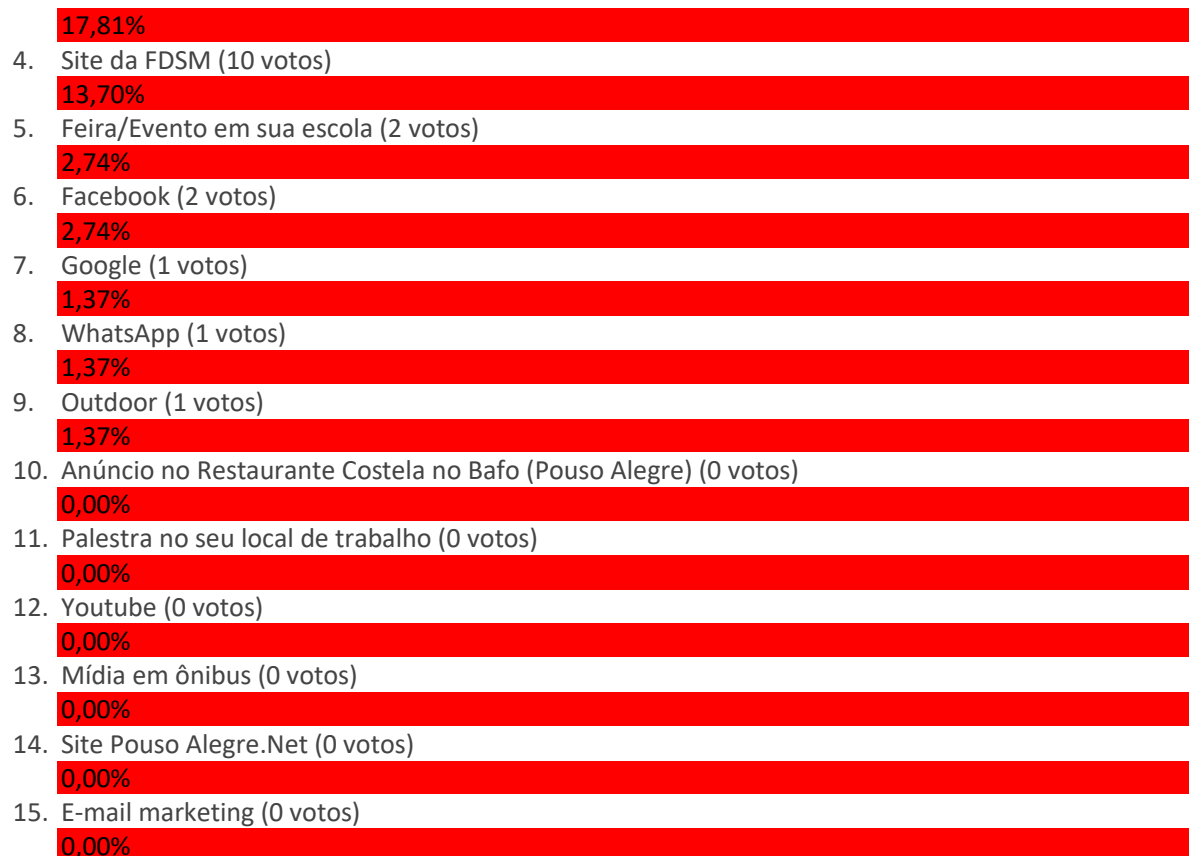 17,81%
4. Site da FDSM (10 votos)
13,70%
5. Feira/Evento em sua escola (2 votos)
2,74%
6. Facebook (2 votos)
2,74%
7. Google (1 votos)
1,37%
8. WhatsApp (1 votos)
1,37%
9. Outdoor (1 votos)
1,37%
10. Anúncio no Restaurante Costela no Bafo (Pouso Alegre) (0 votos)
0,00%
11. Palestra no seu local de trabalho (0 votos)
0,00%
12. Youtube (0 votos)
0,00%
13. Mídia em ônibus (0 votos)
0,00%
14. Site Pouso Alegre.Net (0 votos)
0,00%
15. E-mail marketing (0 votos)
0,00%